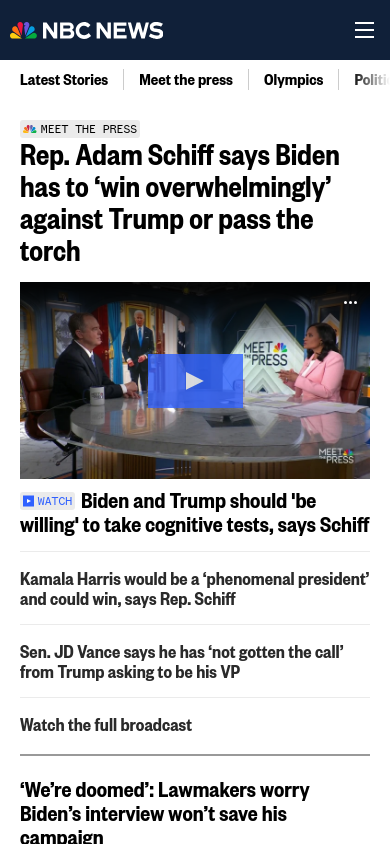 NBC NEWS
Latest Stories
Meet the press
Olympics
Politi
MEET THE PRESS
Rep. Adam Schiff says Biden
has to ‘win overwhelmingly’
against Trump or pass the
torch
MEET
THE PRESS
MEET
THE PRESS
WATCH Biden and Trump should 'be
willing' to take cognitive tests, says Schiff
Kamala Harris would be a ‘phenomenal president’
and could win, says Rep. Schiff
Sen. JD Vance says he has ‘not gotten the call’
from Trump asking to be his VP
Watch the full broadcast
‘We’re doomed’: Lawmakers worry
Biden’s interview won’t save his
campaign